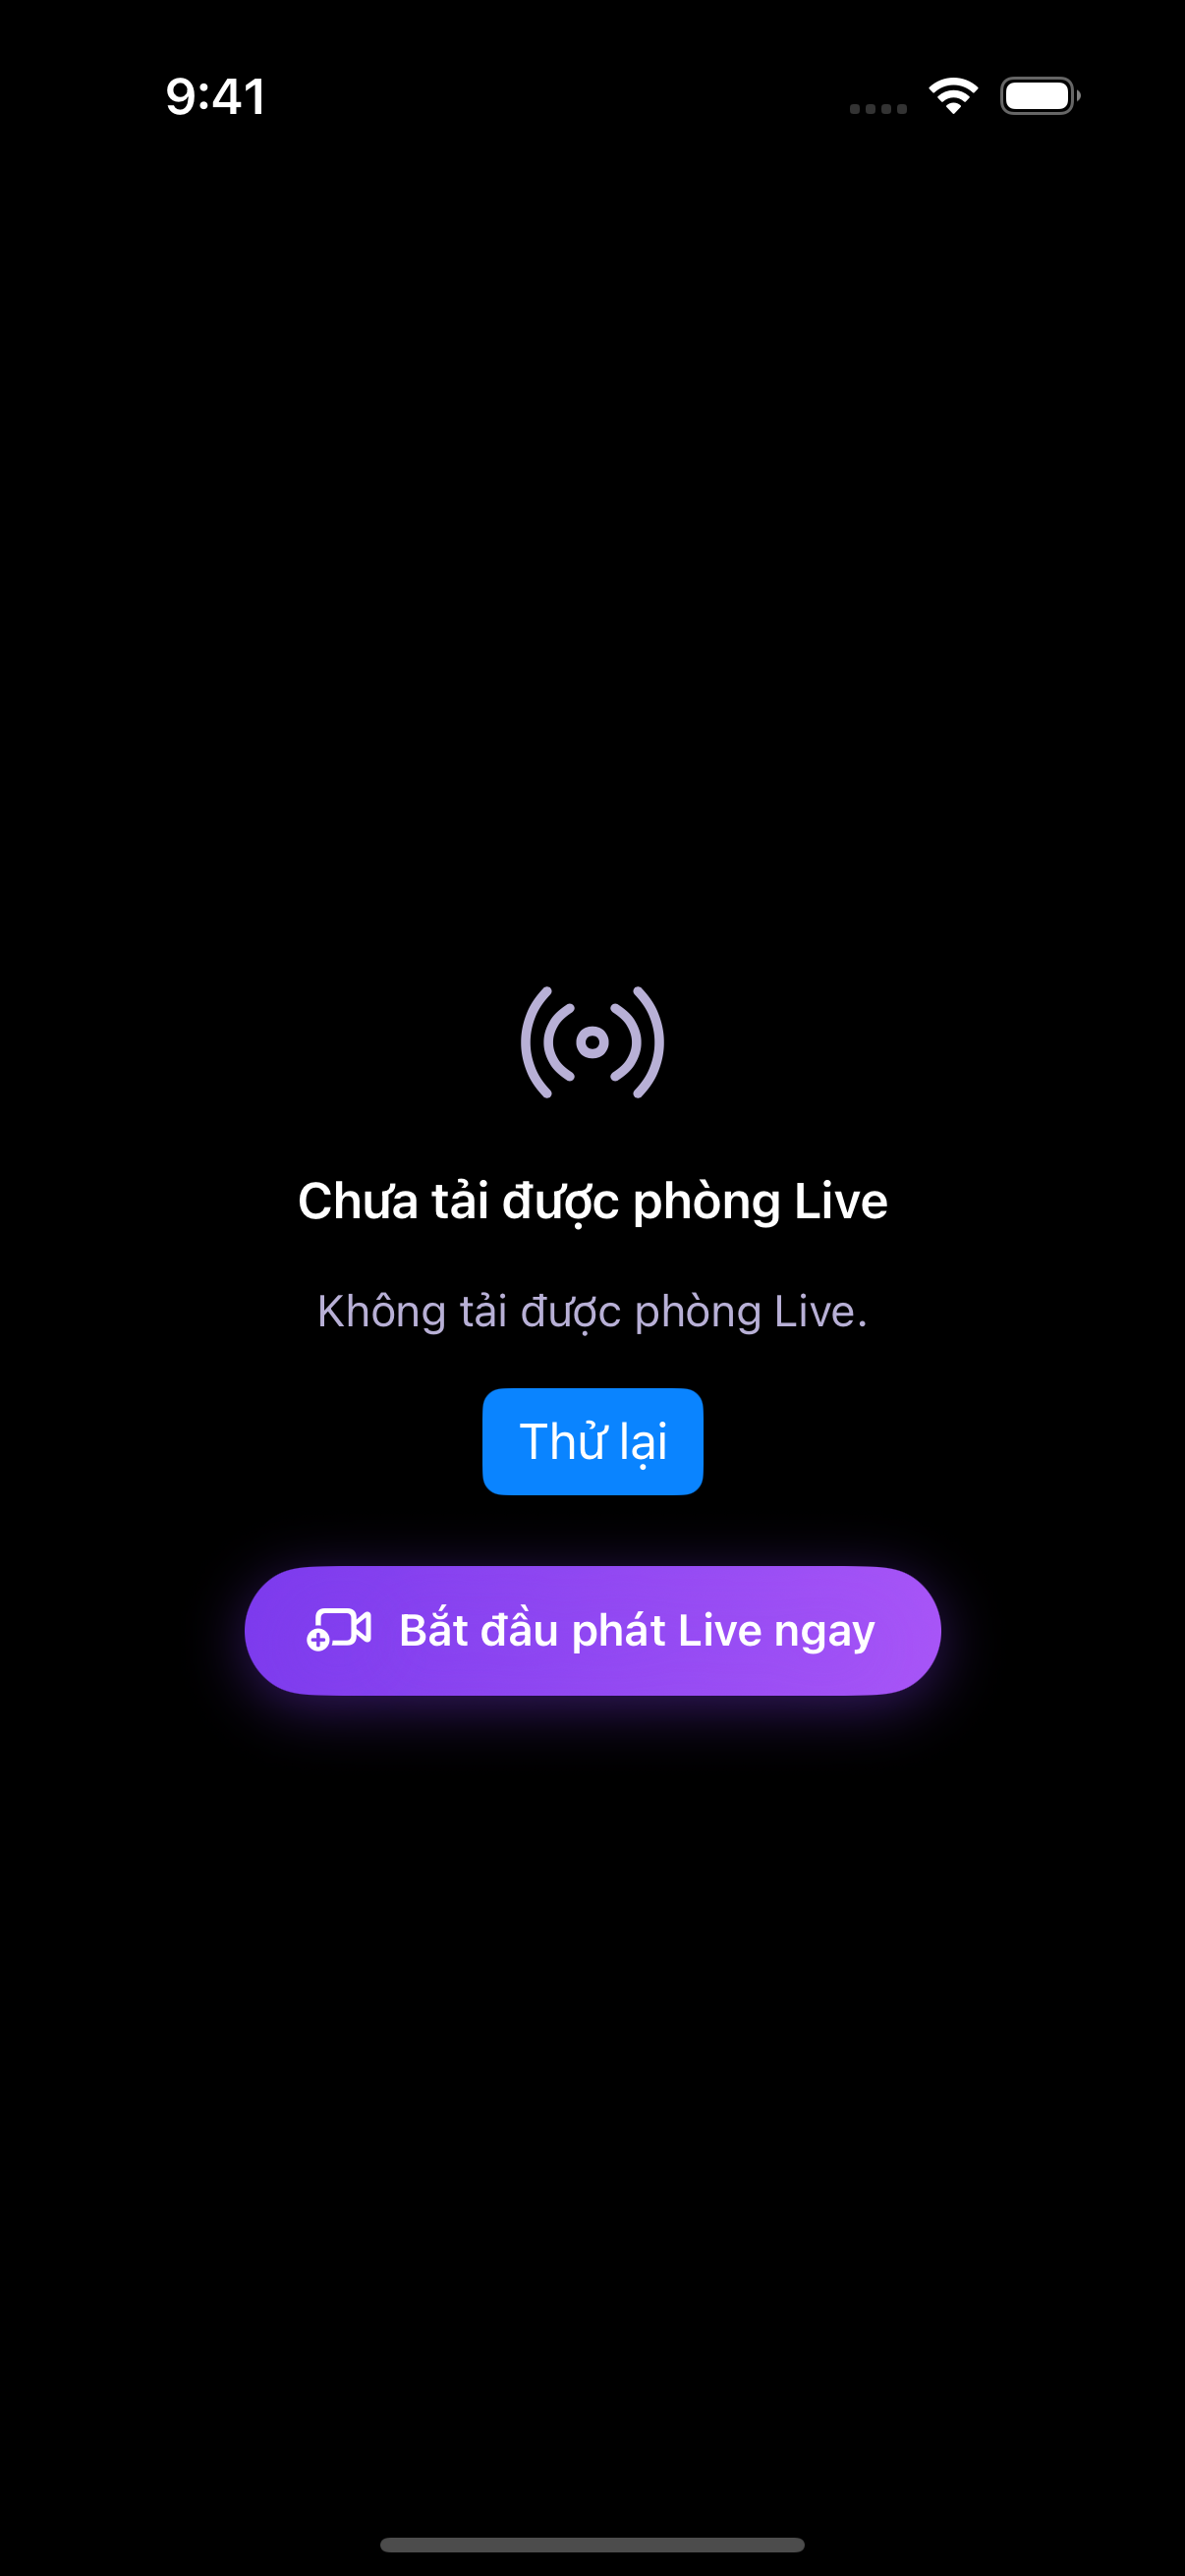 9:41
Chưa tải được phòng Live
Không tải được phòng Live.
Thử lại
Bắt đầu phát Live ngay